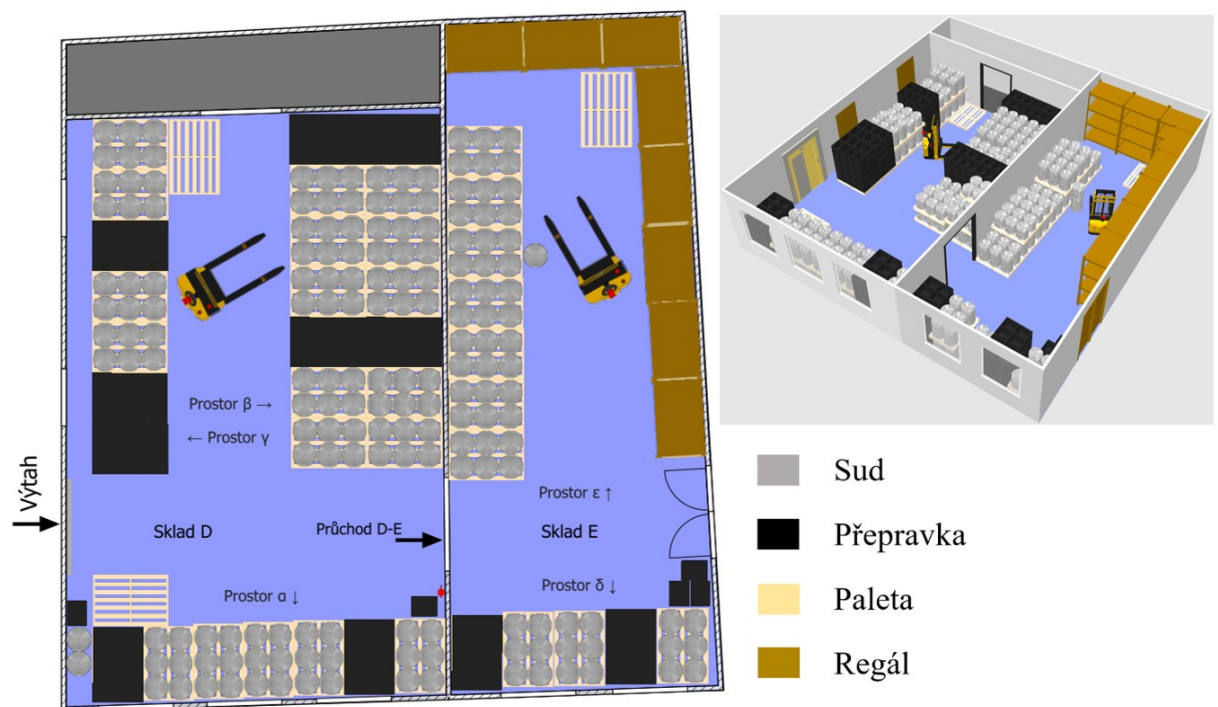 Prostor β →
← Prostor γ
Výtah
Sklad D
Průchod D-E
Prostor α ↓
Prostor ε ↑
Sklad E
Prostor δ ↓
Sud
Přepravka
Paleta
Regál